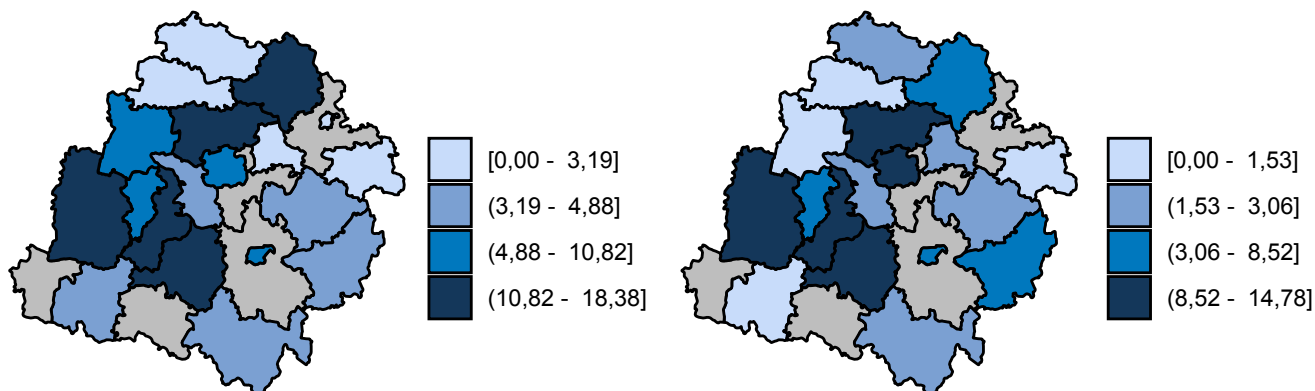 [0,00 - 3,19]
(3,19 - 4,88]
(4,88 - 10,82]
(10,82 - 18,38]
[0,00 - 1,53]
(1,53 - 3,06]
(3,06 - 8,52]
(8,52 - 14,78]